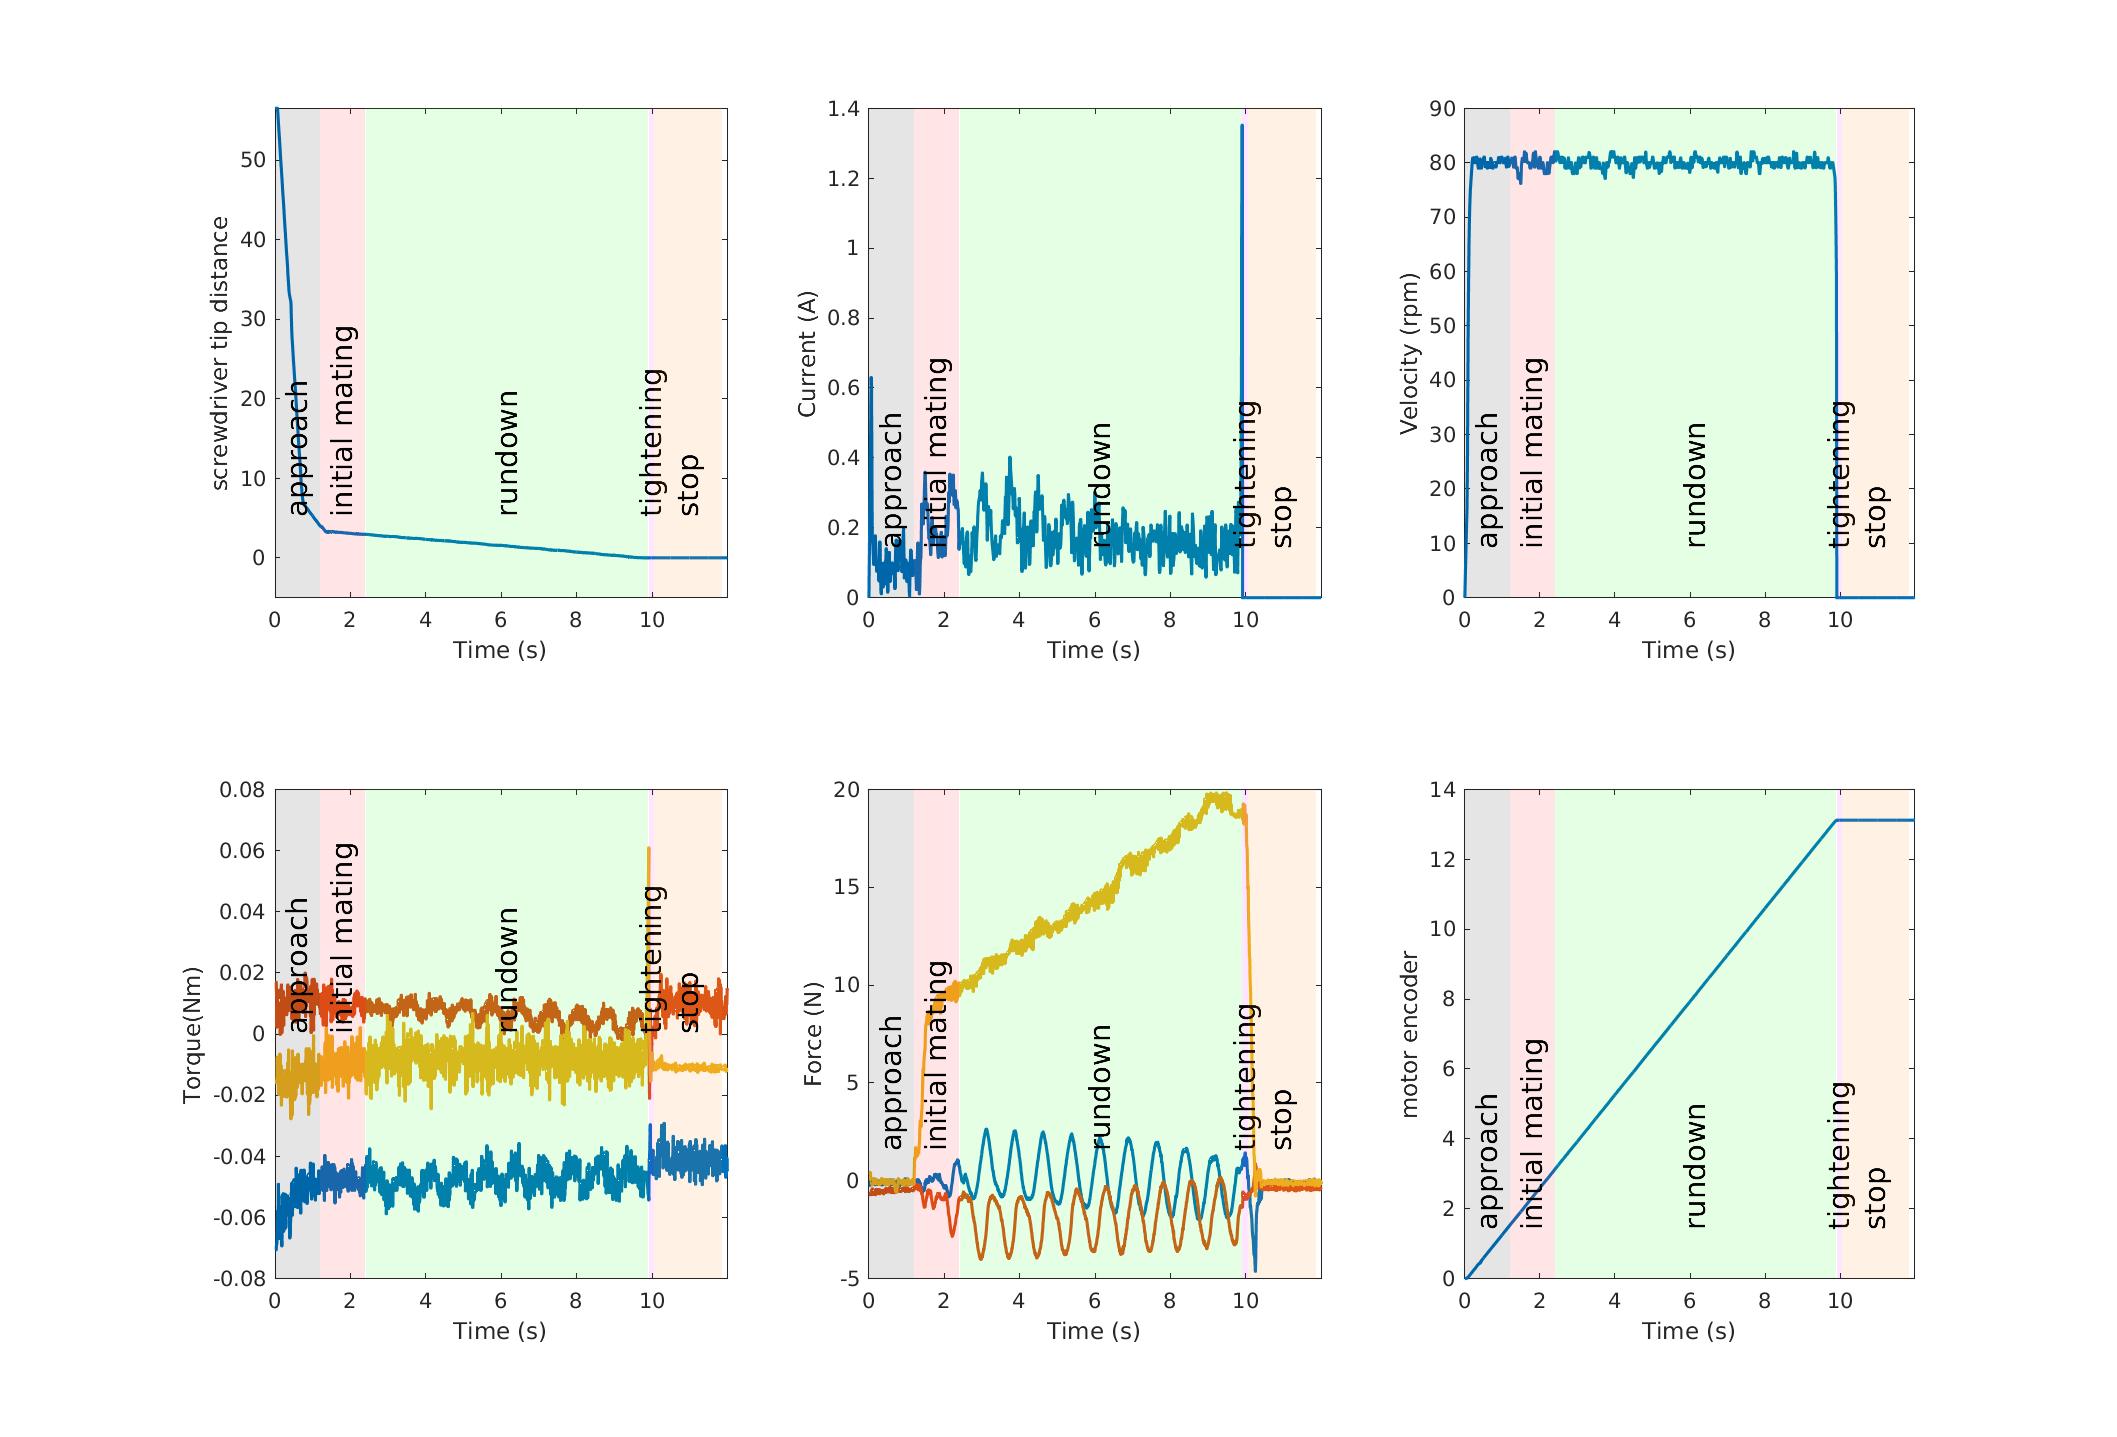 screwdriver tip distance
50
40
30
20
10
0
approach
initial mating
rundown
tightening
stop
0 2 4 6 8 10
Time (s)
Current (A)
1.4
1.2
1
0.8
0.6
0.4
0.2
0
approach
initial mating
rundown
tightening
stop
0 2 4 6 8 10
Time (s)
Velocity (rpm)
90
80
70
60
50
40
30
20
10
0
approach
initial mating
rundown
tightening
stop
0 2 4 6 8 10
Time (s)
Torque(Nm)
0.08
0.06
0.04
0.02
0
-0.02
-0.04
-0.06
-0.08
approach
initial mating
rundown
tightening
stop
0 2 4 6 8 10
Time (s)
Force (N)
20
15
10
5
0
-5
approach
initial mating
rundown
tightening
stop
0 2 4 6 8 10
Time (s)
motor encoder
14
12
10
8
6
4
2
0
approach
initial mating
rundown
tightening
stop
0 2 4 6 8 10
Time (s)